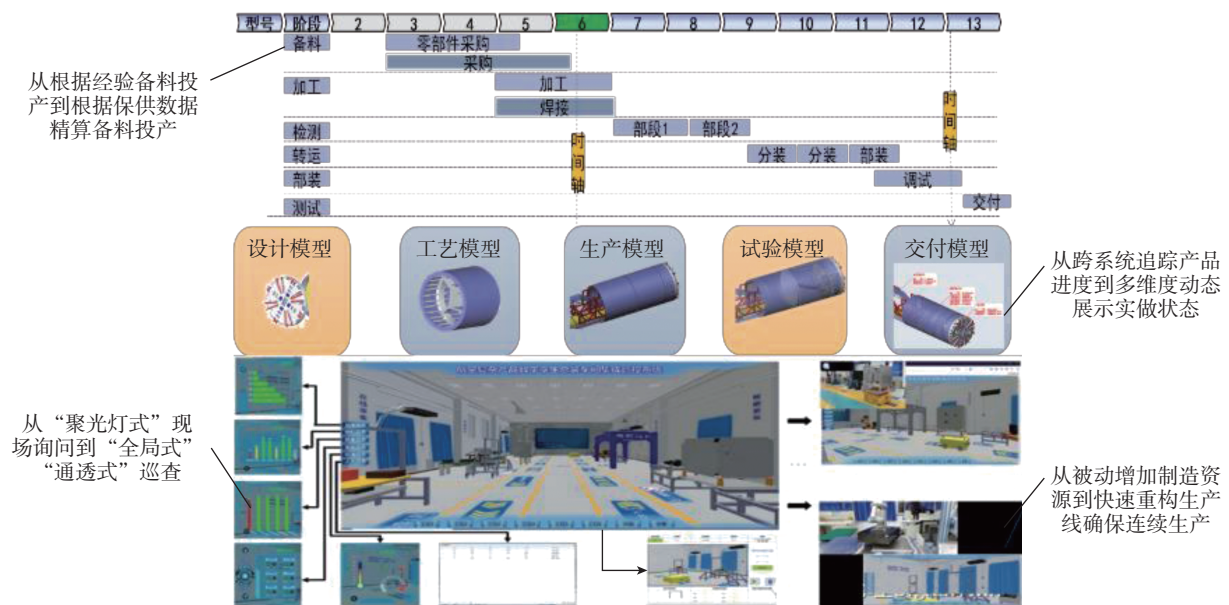 型号 阶段 2 3 4 5 6 7 8 9 10 11 12 13
备料 零部件采购
采购
加工 加工
焊接
检测 部段1 部段2
转运 分装 分装 部装
部装 调试
测试 交付
时间轴
时间轴
从根据经验备料投
产到根据保供数据
精算备料投产
设计模型 工艺模型 生产模型 试验模型 交付模型
从跨系统追踪产品
进度到多维度动态
展示实做状态
从“聚光灯式”现
场询问到“全局式”
“通透式”巡查
...
从被动增加制造资
源到快速重构生产
线确保连续生产